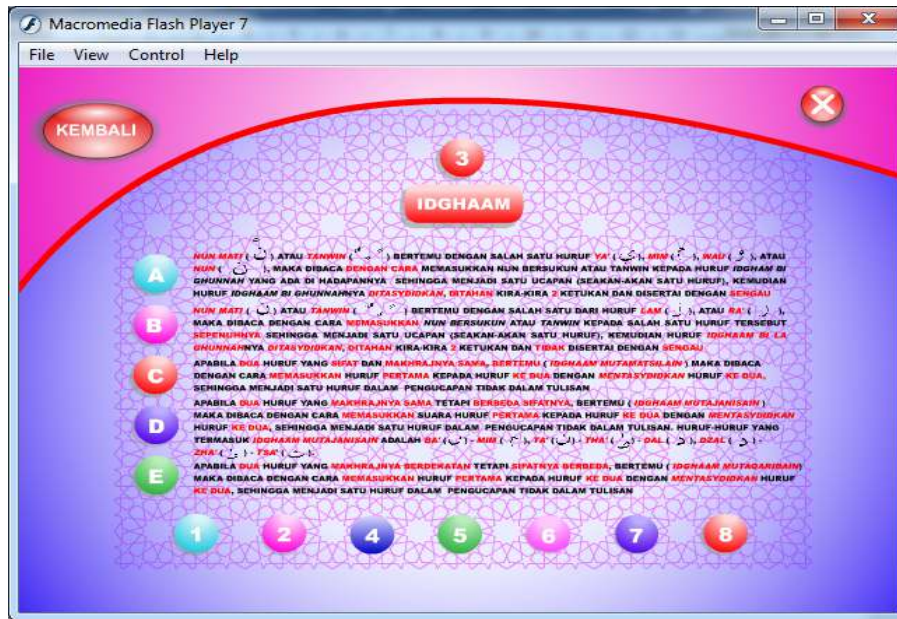 Macromedia Flash Player 7
File View Control Help
KEMBALI
3
IDGHAAM
A
NUN MATI ( نْ ) ATAU TANWIN ( ) BERTEMU DENGAN SALAH SATU HURUF YA' ( ي ), MIM ( م ), WAU ( و ), ATAU
NUN ( ن ), MAKA DIBACA DENGAN CARA MEMASUKKAN NUN BERSUKUN ATAU TANWIN KEPADA HURUF IDGHAM BI
GHUNNAH YANG ADA DI HADAPANNYA SEHINGGA MENJADI SATU UCAPAN (SEAKAN-AKAN SATU HURUF), KEMUDIAN
HURUF IDGHAAM BI GHUNNAHNYA DITASYDIDKAN, DITAHAN KIRA-KIRA 2 KETUKAN DAN DISERTAI DENGAN SENGAU
B
NUN MATI ( نْ ) ATAU TANWIN ( ) BERTEMU DENGAN SALAH SATU DARI HURUF LAM ( ل ), ATAU RA' ( ر ),
MAKA DIBACA DENGAN CARA MEMASUKKAN NUN BERSUKUN ATAU TANWIN KEPADA SALAH SATU HURUF TERSEBUT
SEPENUHNYA SEHINGGA MENJADI SATU UCAPAN (SEAKAN-AKAN SATU HURUF), KEMUDIAN HURUF IDGHAAM BI LA
GHUNNAHNYA DITASYDIDKAN, DITAHAN KIRA-KIRA 2 KETUKAN DAN TIDAK DISERTAI DENGAN SENGAU
C
APABILA DUA HURUF YANG SIFAT DAN MAKHRAJNYA SAMA, BERTEMU ( IDGHAAM MUTAMATSLAIN ) MAKA DIBACA
DENGAN CARA MEMASUKKAN HURUF PERTAMA KEPADA HURUF KE DUA DENGAN MENTASYDIDKAN HURUF KE DUA,
SEHINGGA MENJADI SATU HURUF DALAM PENGUCAPAN TIDAK DALAM TULISAN.
D
APABILA DUA HURUF YANG MAKHRAJNYA SAMA TETAPI BERBEDA SIFATNYA, BERTEMU ( IDGHAAM MUTAJANISAIN )
MAKA DIBACA DENGAN CARA MEMASUKKAN SUARA HURUF PERTAMA KEPADA HURUF KE DUA DENGAN MENTASYDIDKAN
HURUF KE DUA, SEHINGGA MENJADI SATU HURUF DALAM PENGUCAPAN TIDAK DALAM TULISAN. HURUF-HURUF YANG
TERMASUK IDGHAAM MUTAJANISAIN ADALAH BA' ( ب ) - MIM ( م ), TA' ( ت ) - THA' ( ) - DAL ( د ), DZAL ( ) -
ZHA' ( ) - TSA' ( ).
E
APABILA DUA HURUF YANG MAKHRAJNYA BERDEKATAN TETAPI SIFATNYA BERBEDA, BERTEMU ( IDGHAAM MUTAQARIBAIN)
MAKA DIBACA DENGAN CARA MEMASUKKAN HURUF PERTAMA KEPADA HURUF KE DUA DENGAN MENTASYDIDKAN HURUF
KE DUA, SEHINGGA MENJADI SATU HURUF DALAM PENGUCAPAN TIDAK DALAM TULISAN
1 2 4 5 6 7 8